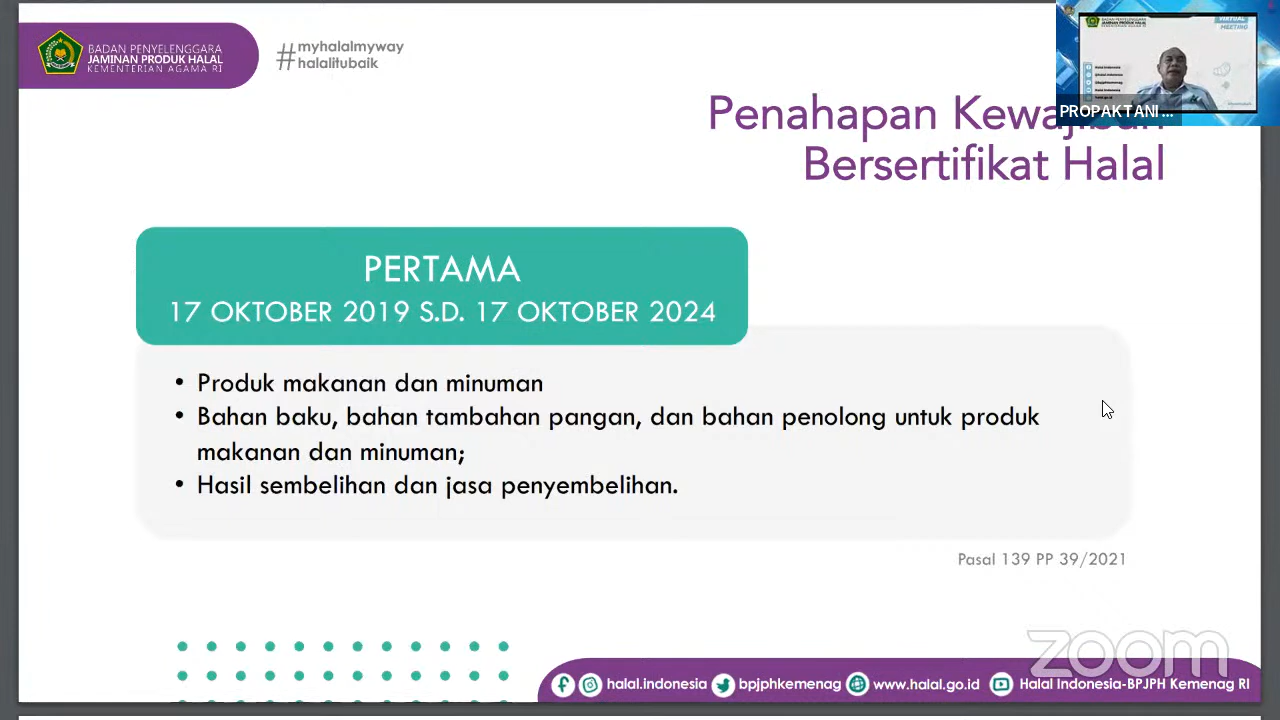 BADAN PENYELENGGARA
JAMINAN PRODUK HALAL
KEMENTERIAN AGAMA RI
#myhalalmyway
halalitubaik
VIRTUAL
MEETING
PROPAKTANI ...
Penahapan Kewajiban
Bersertifikat Halal
PERTAMA
17 OKTOBER 2019 S.D. 17 OKTOBER 2024
• Produk makanan dan minuman
• Bahan baku, bahan tambahan pangan, dan bahan penolong untuk produk
makanan dan minuman;
• Hasil sembelihan dan jasa penyembelihan.
Pasal 139 PP 39/2021
zoom
halal.indonesia
bpjphkemenag
www.halal.go.id
Halal Indonesia-BPJPH Kemenag RI